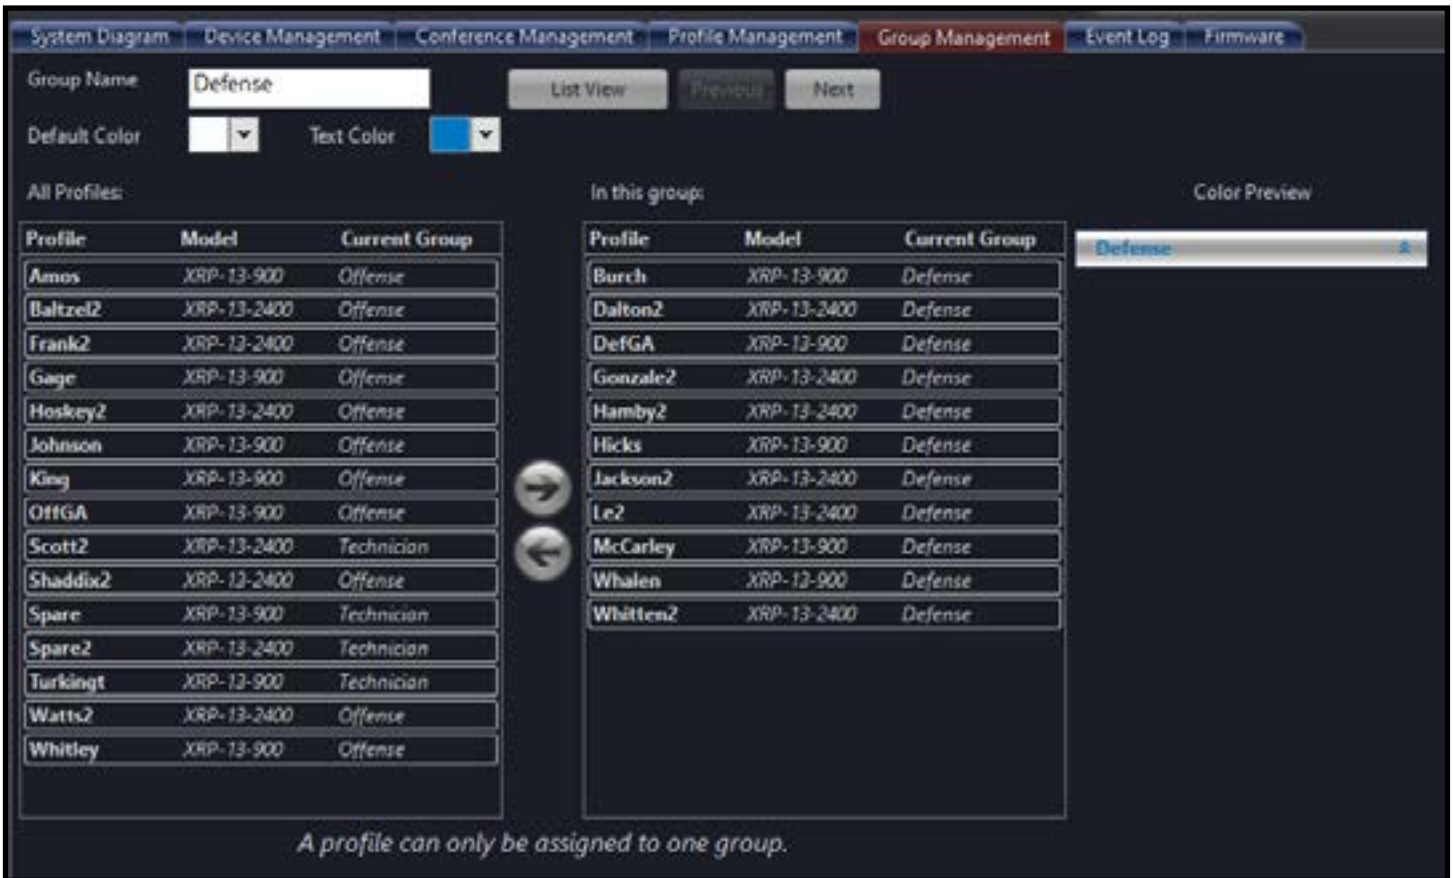 System Diagram Device Management Conference Management Profile Management Group Management Event Log Firmware
Group Name Defense List View Previous Next
Default Color Text Color
All Profiles: In this group: Color Preview
Profile Model Current Group Profile Model Current Group Defense
Amos XRP-13-900 Offense Burch XRP-13-900 Defense
Baltzel2 XRP-13-2400 Offense Dalton2 XRP-13-2400 Defense
Frank2 XRP-13-2400 Offense DefGA XRP-13-900 Defense
Gage XRP-13-900 Offense Gonzale2 XRP-13-2400 Defense
Hoskey2 XRP-13-2400 Offense Hamby2 XRP-13-2400 Defense
Johnson XRP-13-900 Offense Hicks XRP-13-900 Defense
King XRP-13-900 Offense Jackson2 XRP-13-2400 Defense
OffGA XRP-13-900 Offense Le2 XRP-13-2400 Defense
Scott2 XRP-13-2400 Technician McCarley XRP-13-900 Defense
Shaddix2 XRP-13-2400 Offense Whalen XRP-13-900 Defense
Spare XRP-13-900 Technician Whitten2 XRP-13-2400 Defense
Spare2 XRP-13-2400 Technician
Turkingt XRP-13-900 Technician
Watts2 XRP-13-2400 Offense
Whitley XRP-13-900 Offense
A profile can only be assigned to one group.